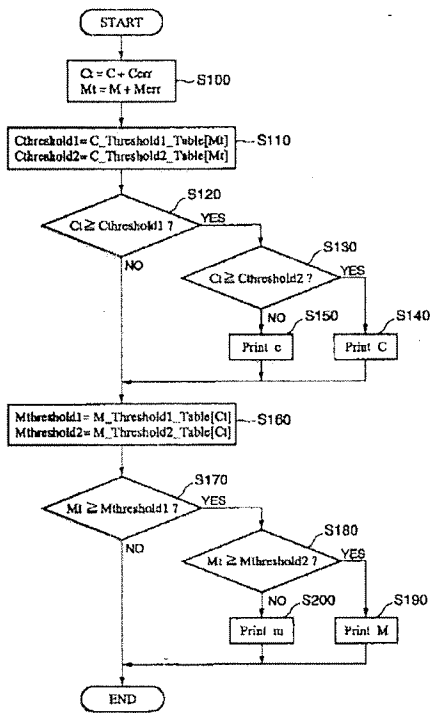 START
Ct = C + Cerr
Mt = M + Merr
S100
Cthreshold1= C_Threshold1_Table[Mt]
Cthreshold2= C_Threshold2_Table[Mt]
S110
S120
Ct ≧ Cthreshold1 ?
YES
NO
S130
Ct ≧ Cthreshold2 ?
YES
NO
S150
S140
Print c
Print C
Mthreshold1= M_Threshold1_Table[Ct]
Mthreshold2= M_Threshold2_Table[Ct]
S160
S170
Mt ≧ Mthreshold1 ?
YES
NO
S180
Mt ≧ Mthreshold2 ?
YES
NO
S200
S190
Print m
Print M
END